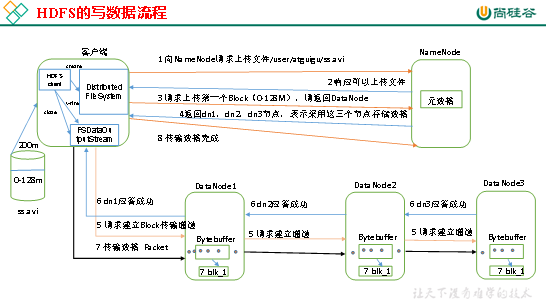 HDFS的写数据流程
尚硅谷
客户端
NameNode
create
1 向NameNode请求上传文件/user/atguigu/ss.avi
HDFS client
Distributed FileSystem
2 响应可以上传文件
元数据
write
3 请求上传第一个Block（0-128M），请返回DataNode
4返回dn1，dn2，dn3节点，表示采用这三个节点存储数据
close
FSDataOutputStream
8 传输数据完成
200m
0-128m
ss.avi
DataNode1
DataNode2
DataNode3
6 dn1应答成功
6 dn2应答成功
6 dn3应答成功
5 请求建立Block传输通道
5 请求建立通道
5 请求建立通道
7 传输数据 Packet
Bytebuffer
Bytebuffer
Bytebuffer
7 blk_1
7 blk_1
7 blk_1
让天下没有难学的技术